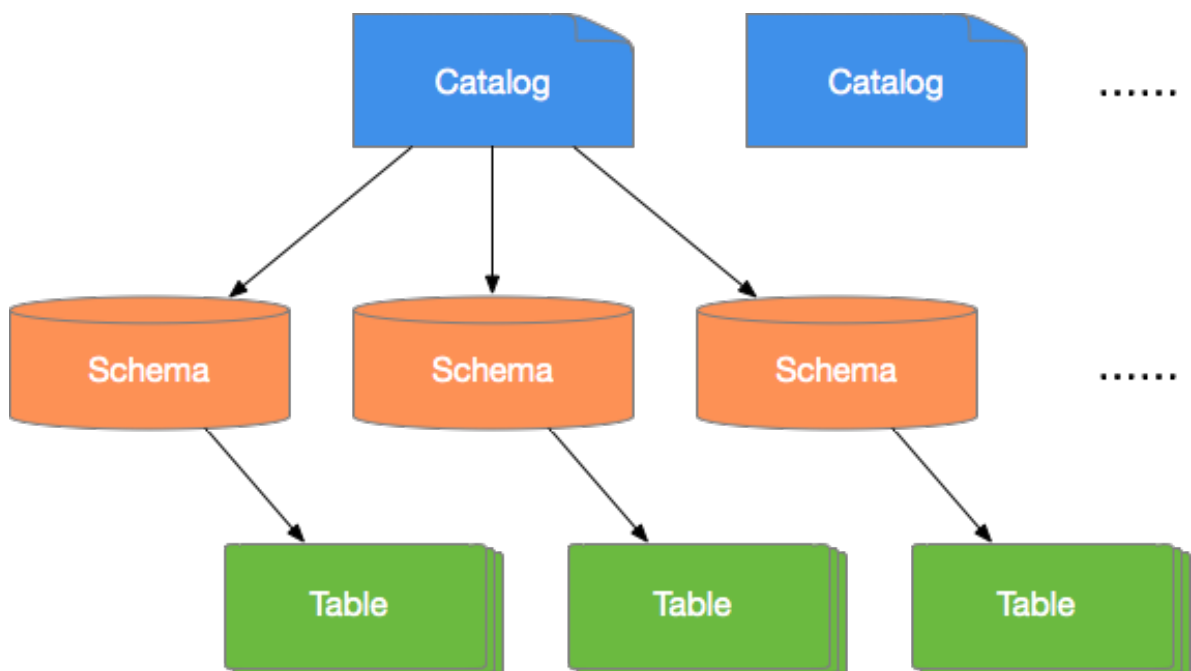 Catalog
Catalog
......
Schema
Schema
Schema
......
Table
Table
Table